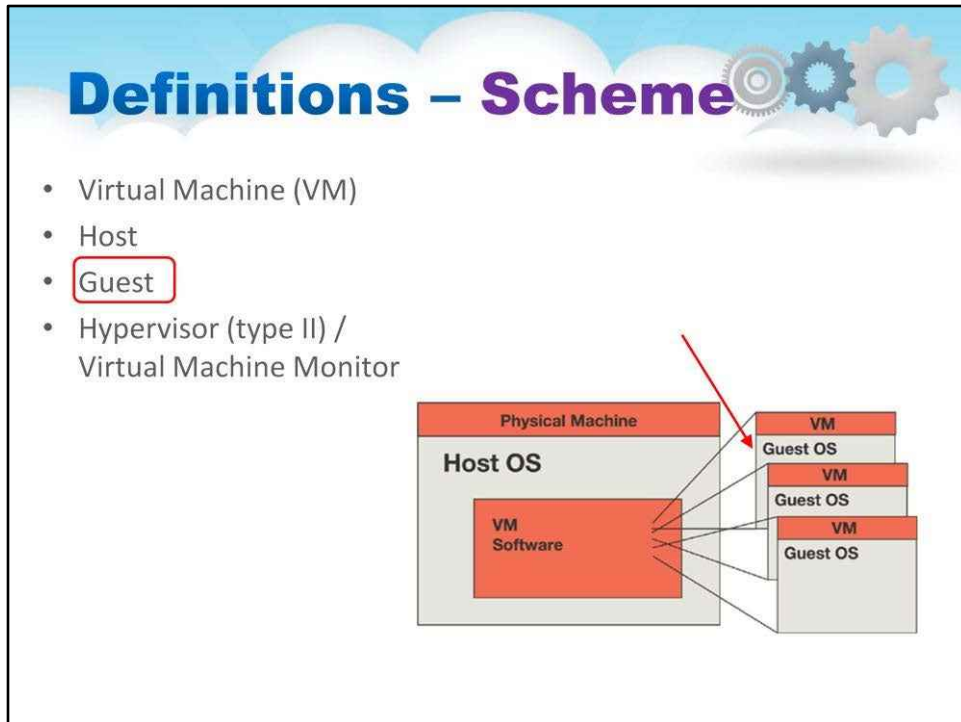 Definitions – Scheme
• Virtual Machine (VM)
• Host
• Guest
• Hypervisor (type II) /
Virtual Machine Monitor
Physical Machine
Host OS
VM
Software
VM
Guest OS
VM
Guest OS
VM
Guest OS